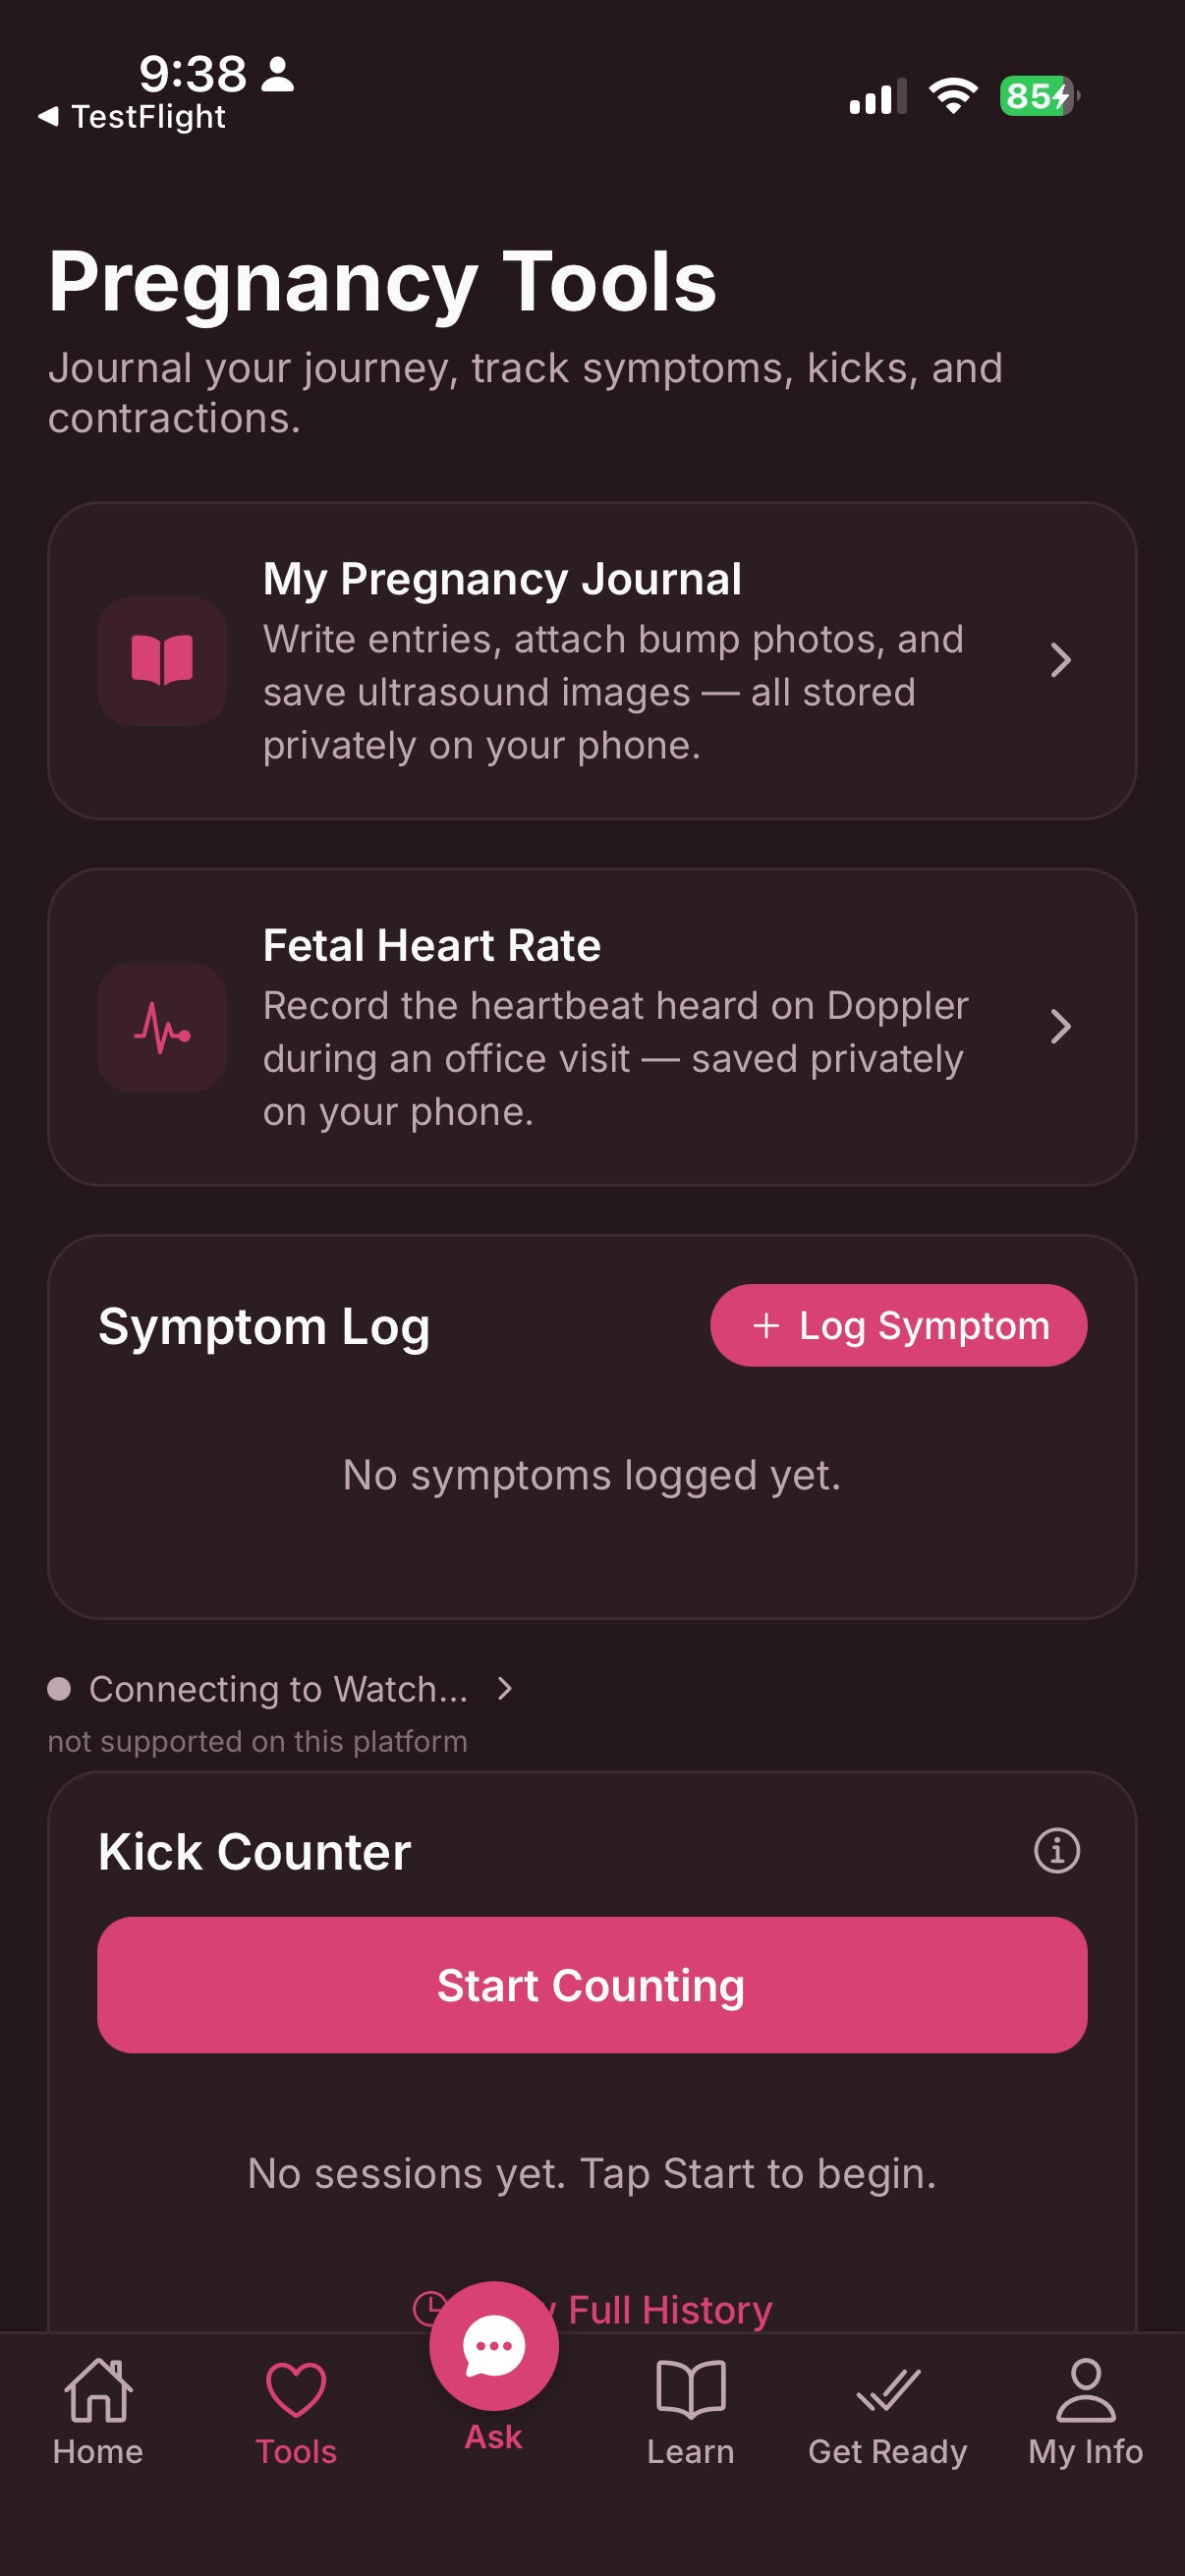 9:38
TestFlight
85
Pregnancy Tools
Journal your journey, track symptoms, kicks, and
contractions.
My Pregnancy Journal
Write entries, attach bump photos, and
save ultrasound images — all stored
privately on your phone.
Fetal Heart Rate
Record the heartbeat heard on Doppler
during an office visit — saved privately
on your phone.
Symptom Log
+ Log Symptom
No symptoms logged yet.
Connecting to Watch...
not supported on this platform
Kick Counter
Start Counting
No sessions yet. Tap Start to begin.
Full History
Home
Tools
Ask
Learn
Get Ready
My Info